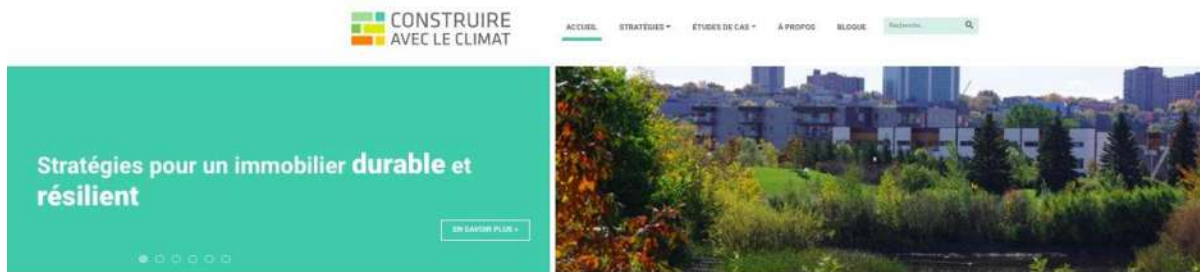 CONSTRUIRE
AVEC LE CLIMAT
ACCUEIL STRATÉGIES ÉTUDES DE CAS À PROPOS BLOGUE Recherche...
Stratégies pour un immobilier durable et
résilient
EN SAVOIR PLUS »